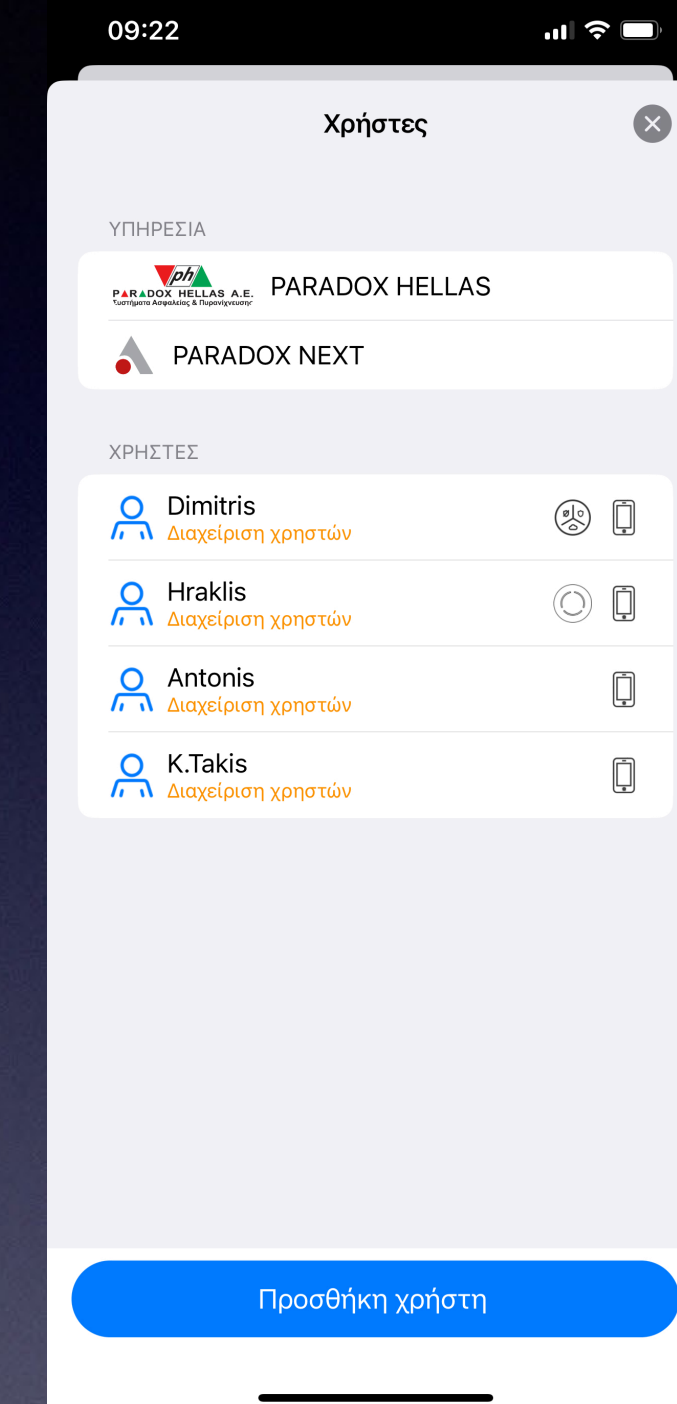 09:22
Χρήστες
ΥΠΗΡΕΣΙΑ
ph
PARADOX HELLAS A.E.
Συστήματα Ασφαλείας & Πυρανίχνευσης
PARADOX HELLAS
PARADOX NEXT
ΧΡΗΣΤΕΣ
Dimitris
Διαχείριση χρηστών
Hraklis
Διαχείριση χρηστών
Antonis
Διαχείριση χρηστών
K.Takis
Διαχείριση χρηστών
Προσθήκη χρήστη